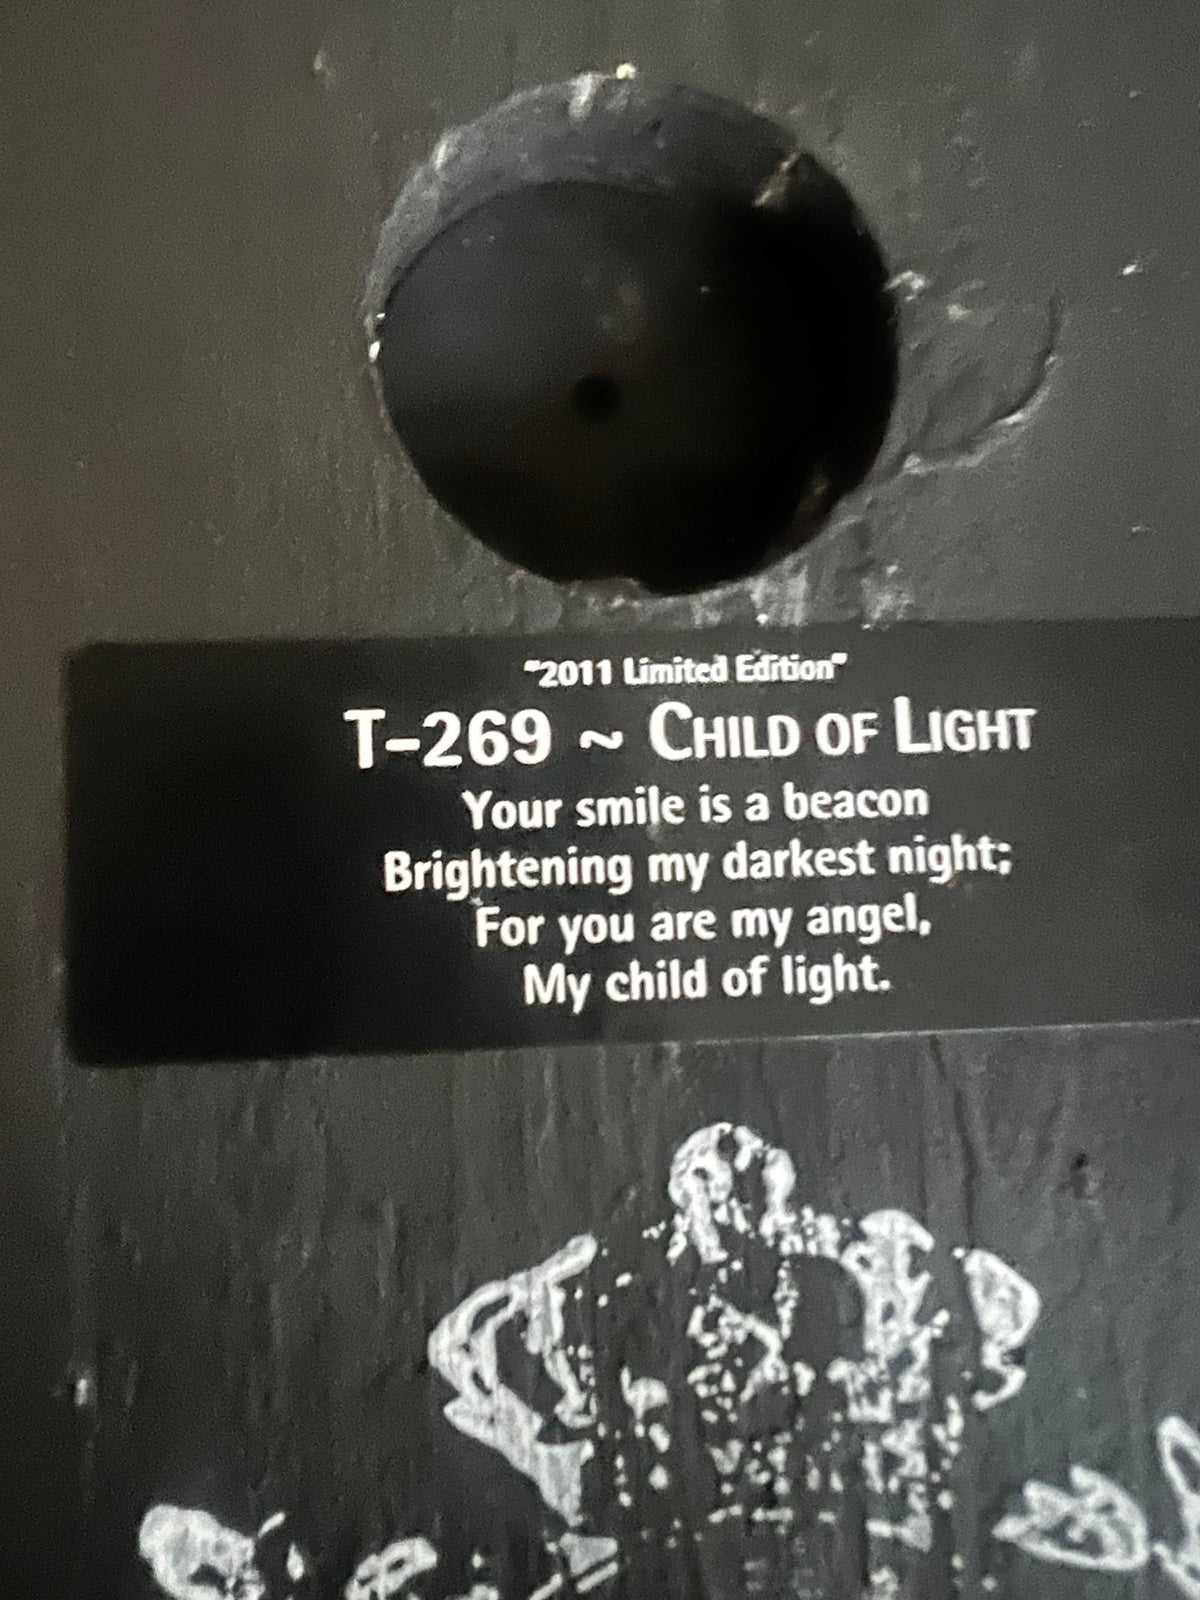 "2011 Limited Edition"
T-269 ~ CHILD OF LIGHT
Your smile is a beacon
Brightening my darkest night;
For you are my angel,
My child of light.